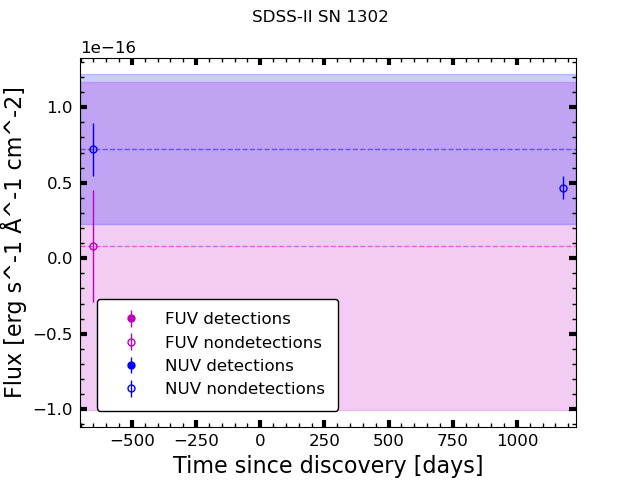 SDSS-II SN 1302
1e−16
1.0
0.5
0.0
−0.5
−1.0
Flux [erg s^-1 Å^-1 cm^-2]
FUV detections
FUV nondetections
NUV detections
NUV nondetections
−500 −250 0 250 500 750 1000
Time since discovery [days]